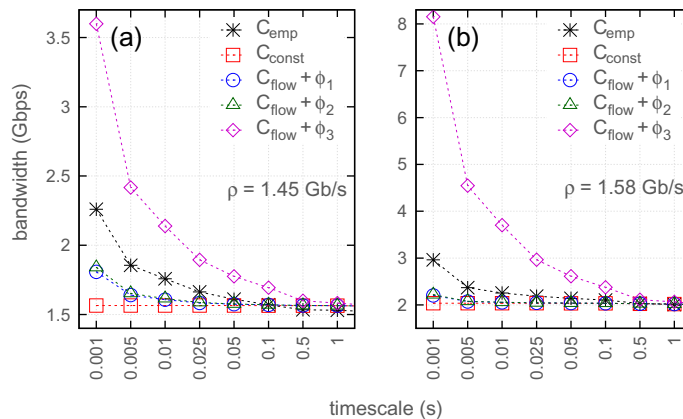 (a)
C_emp
C_const
C_flow + ϕ_1
C_flow + ϕ_2
C_flow + ϕ_3
ρ = 1.45 Gb/s
3.5
3
2.5
2
1.5
bandwidth (Gbps)
0.001
0.005
0.01
0.025
0.05
0.1
0.5
1
(b)
C_emp
C_const
C_flow + ϕ_1
C_flow + ϕ_2
C_flow + ϕ_3
ρ = 1.58 Gb/s
8
7
6
5
4
3
2
0.001
0.005
0.01
0.025
0.05
0.1
0.5
1
timescale (s)